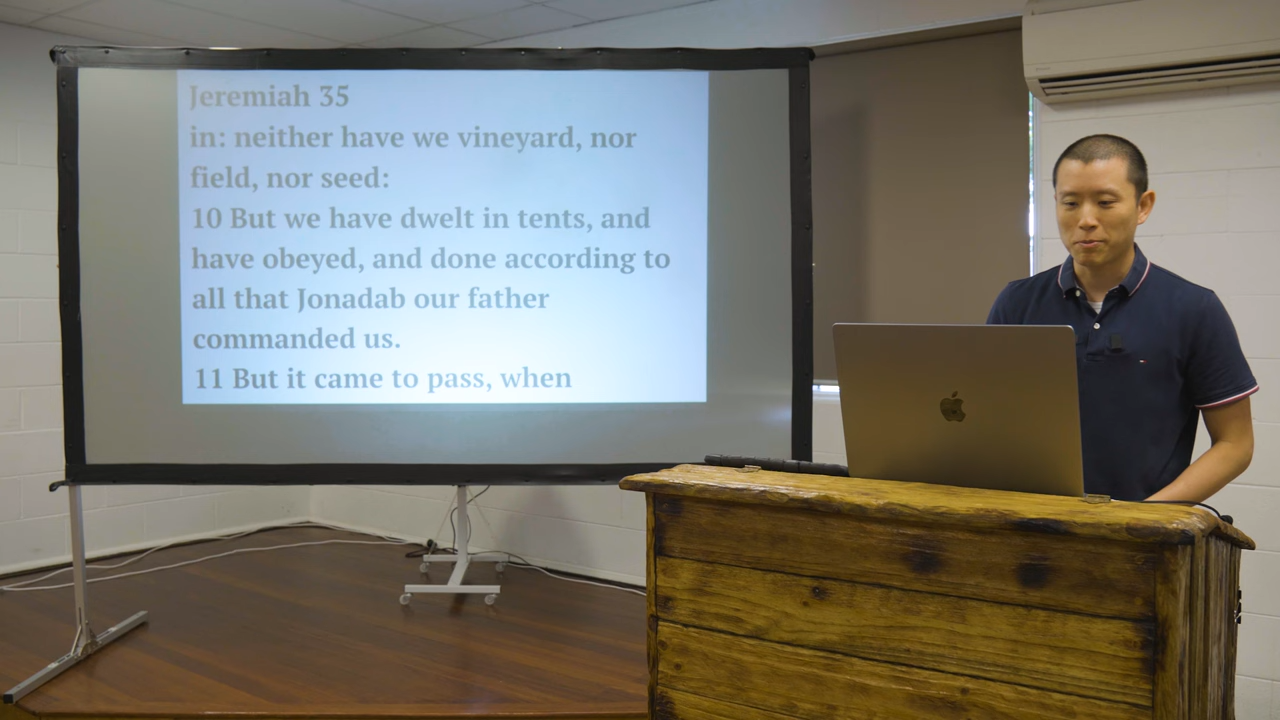 Jeremiah 35
in: neither have we vineyard, nor
field, nor seed:
10 But we have dwelt in tents, and
have obeyed, and done according to
all that Jonadab our father
commanded us.
11 But it came to pass, when